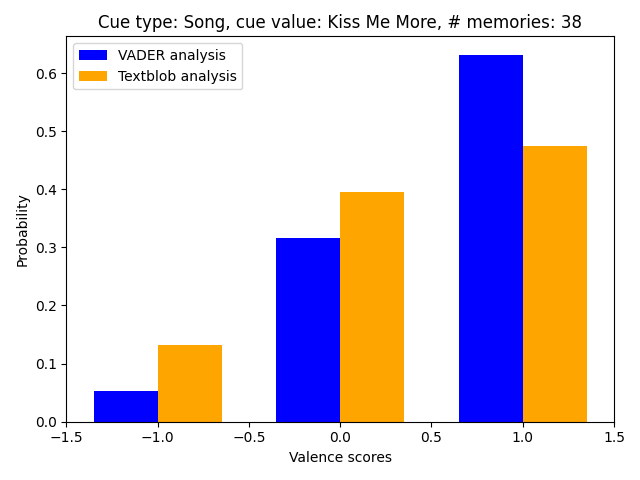 Cue type: Song, cue value: Kiss Me More, # memories: 38
VADER analysis
Textblob analysis
Probability
0.6
0.5
0.4
0.3
0.2
0.1
0.0
−1.5 −1.0 −0.5 0.0 0.5 1.0 1.5
Valence scores